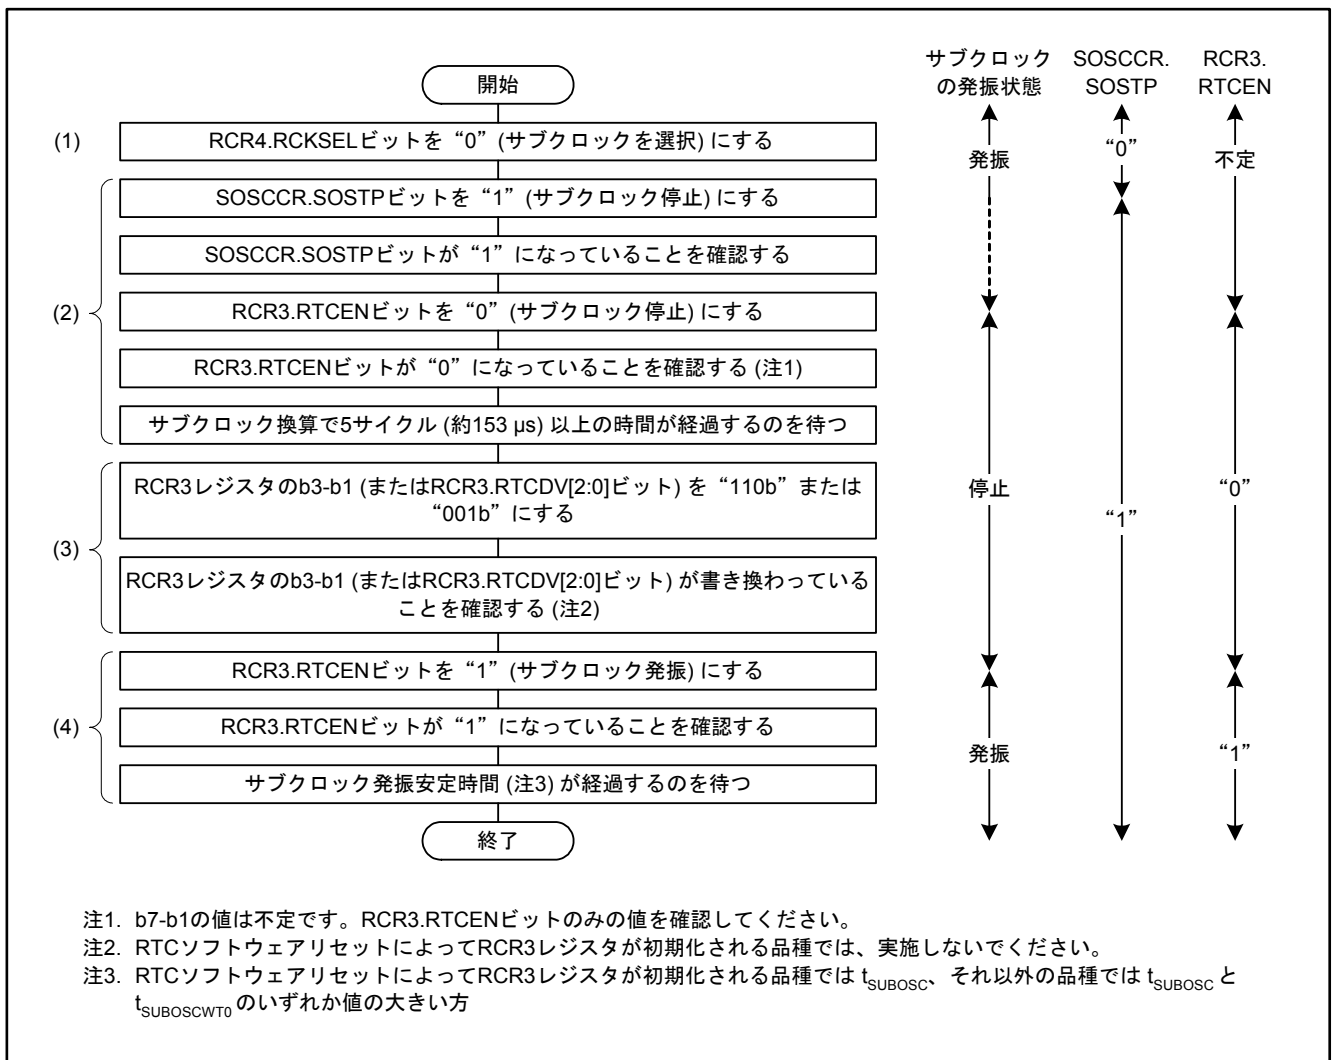 サブクロック
の発振状態
SOSCCR.
SOSTP
RCR3.
RTCEN
開始
(1)
RCR4.RCKSELビットを“0” (サブクロックを選択) にする
発振
“0”
不定
(2)
SOSCCR.SOSTPビットを“1” (サブクロック停止) にする
SOSCCR.SOSTPビットが“1”になっていることを確認する
RCR3.RTCENビットを“0” (サブクロック停止) にする
RCR3.RTCENビットが“0”になっていることを確認する (注1)
サブクロック換算で5サイクル (約153 µs) 以上の時間が経過するのを待つ
(3)
RCR3レジスタのb3-b1 (またはRCR3.RTCDV[2:0]ビット) を“110b”または
“001b”にする
停止
“1”
“0”
RCR3レジスタのb3-b1 (またはRCR3.RTCDV[2:0]ビット) が書き換わっている
ことを確認する (注2)
(4)
RCR3.RTCENビットを“1” (サブクロック発振) にする
RCR3.RTCENビットが“1”になっていることを確認する
サブクロック発振安定時間 (注3) が経過するのを待つ
発振
“1”
終了
注1. b7-b1の値は不定です。RCR3.RTCENビットのみの値を確認してください。
注2. RTCソフトウェアリセットによってRCR3レジスタが初期化される品種では、実施しないでください。
注3. RTCソフトウェアリセットによってRCR3レジスタが初期化される品種では tSUBOSC、それ以外の品種では tSUBOSC と
tSUBOSCWT0 のいずれか値の大きい方